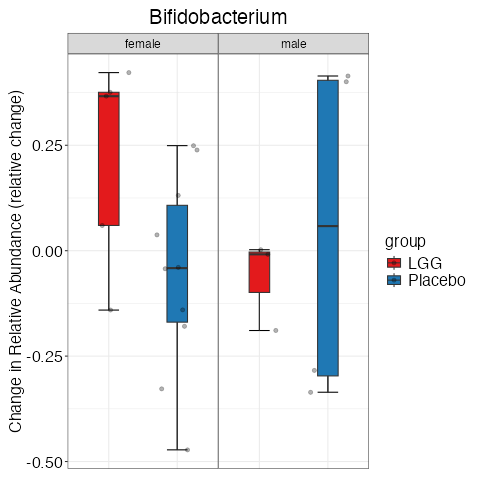 Bifidobacterium
female
male
Change in Relative Abundance (relative change)
0.25
0.00
-0.25
-0.50
group
LGG
Placebo